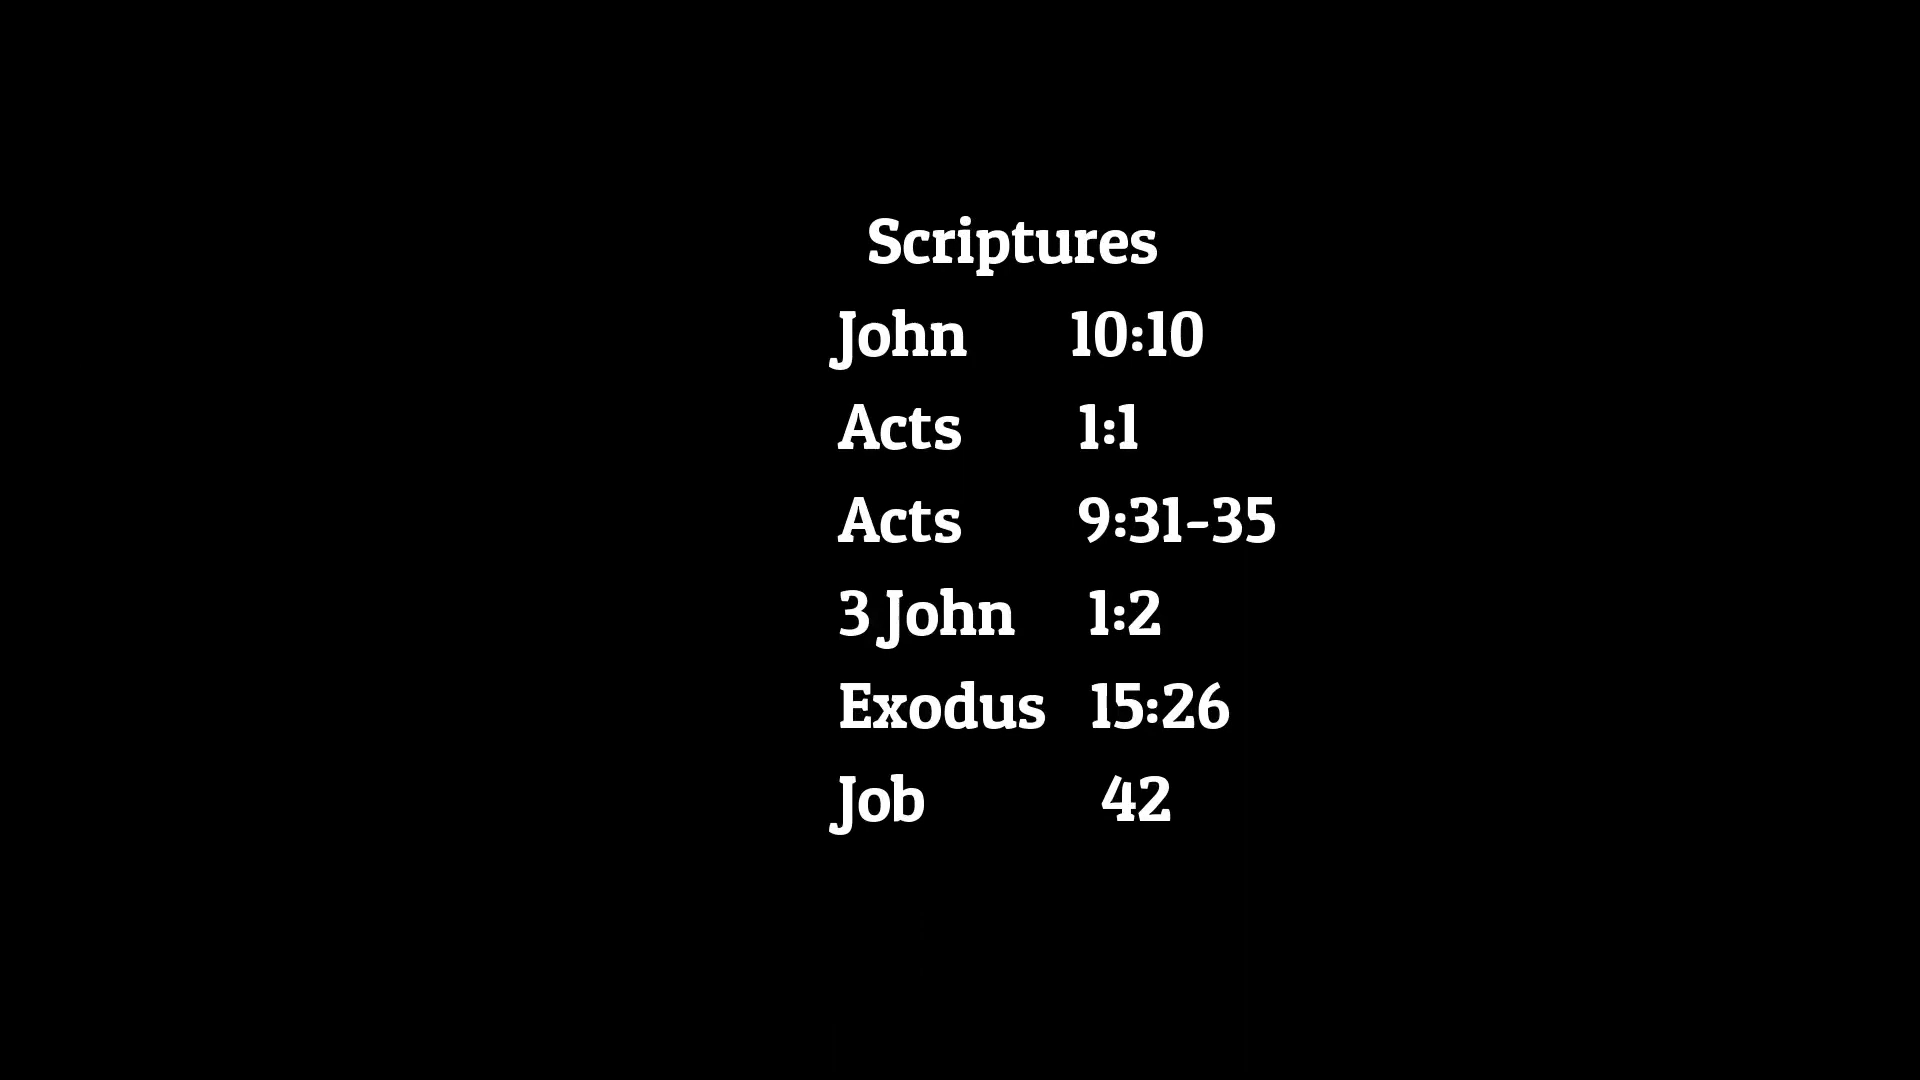 Scriptures
John 10:10
Acts 1:1
Acts 9:31-35
3 John 1:2
Exodus 15:26
Job 42